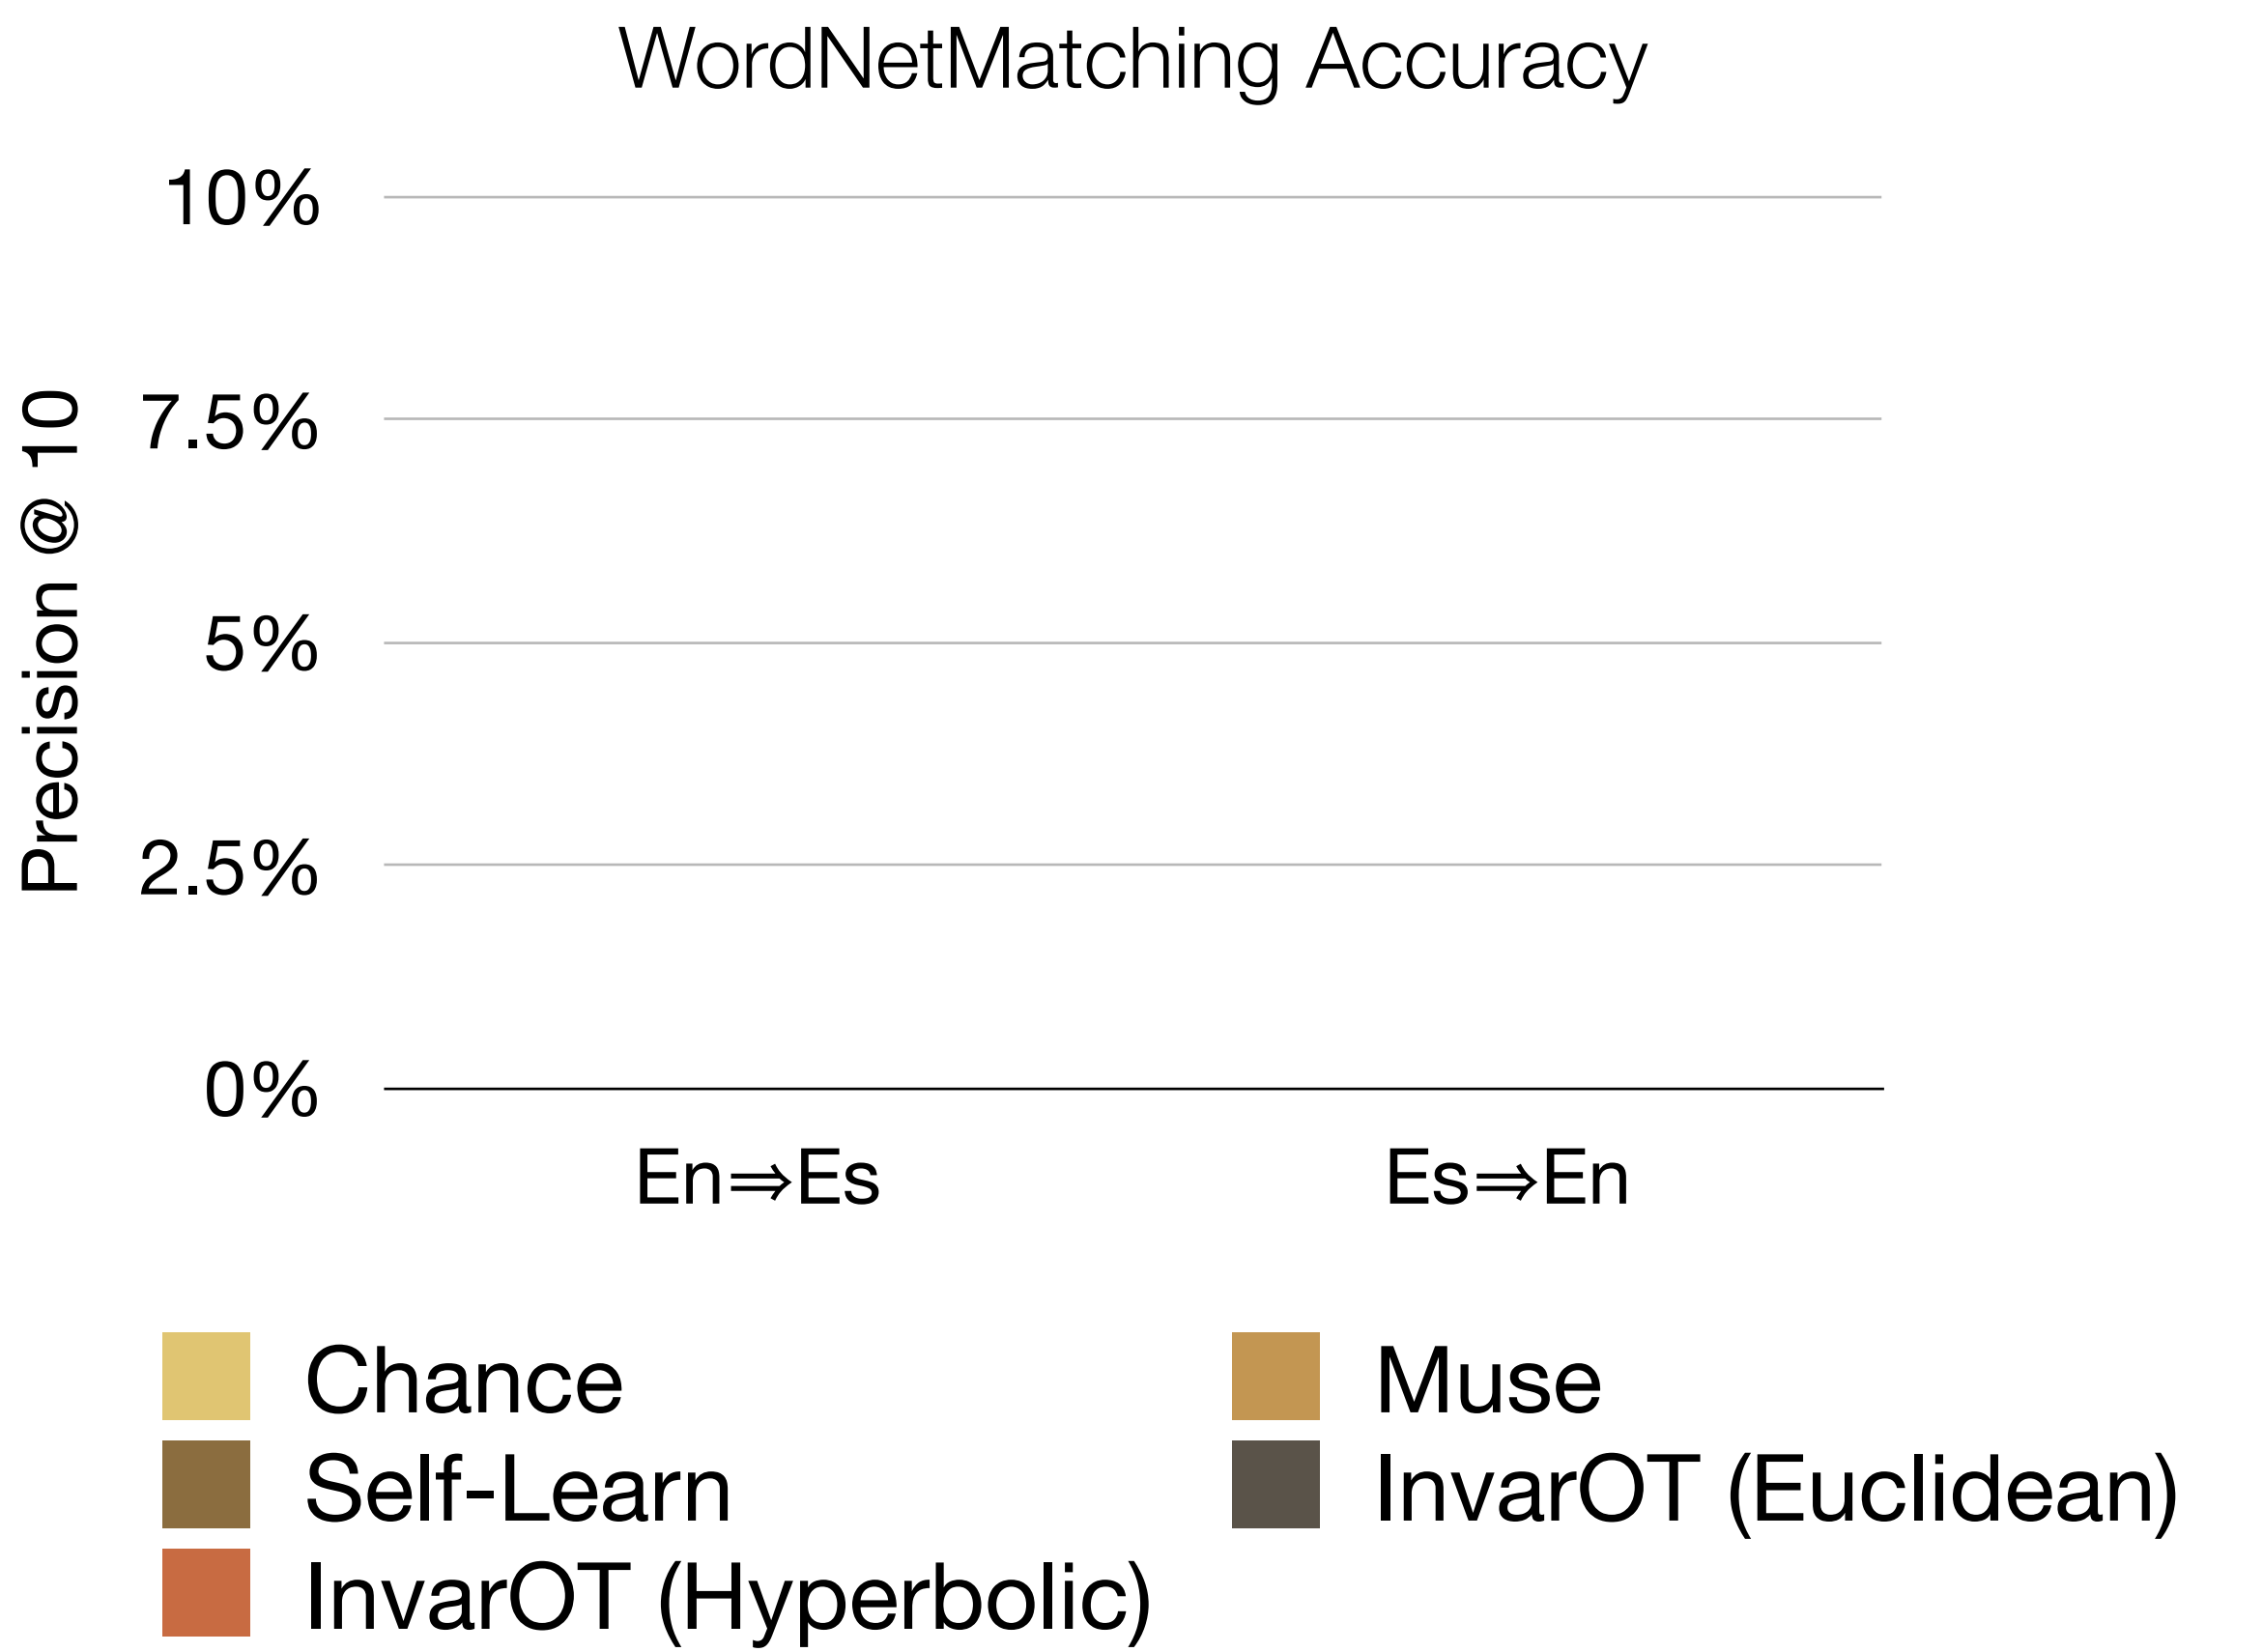 WordNetMatching Accuracy
10%
7.5%
5%
2.5%
0%
Precision @ 10
En⇒Es
Es⇒En
Chance
Muse
Self-Learn
InvarOT (Euclidean)
InvarOT (Hyperbolic)